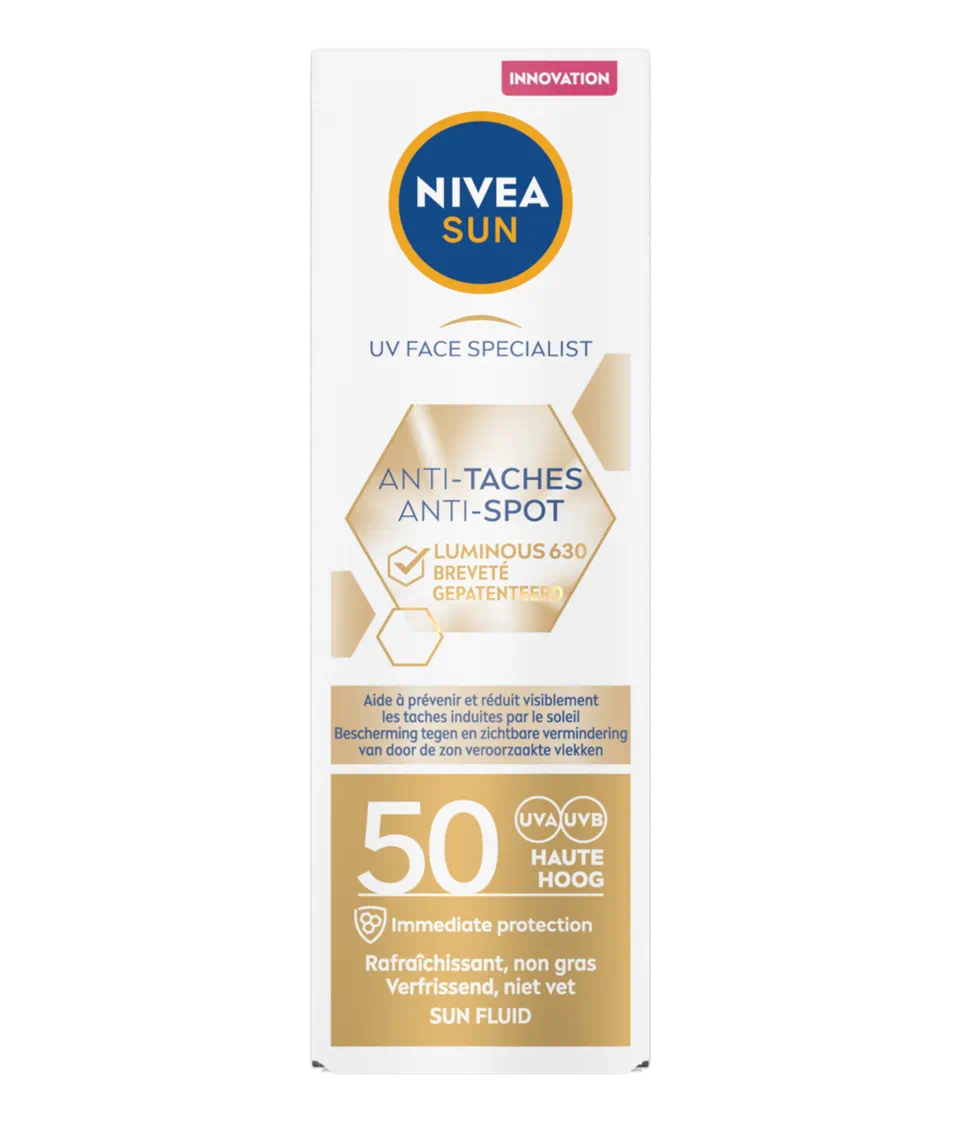 INNOVATION
NIVEA
SUN
UV FACE SPECIALIST
ANTI-TACHES
ANTI-SPOT
LUMINOUS 630
BREVETÉ
GEPATENTEERD
Aide à prévenir et réduit visiblement
les taches induites par le soleil
Bescherming tegen en zichtbare vermindering
van door de zon veroorzaakte vlekken
50
UVA UVB
HAUTE
HOOG
Immediate protection
Rafraîchissant, non gras
Verfrissend, niet vet
SUN FLUID